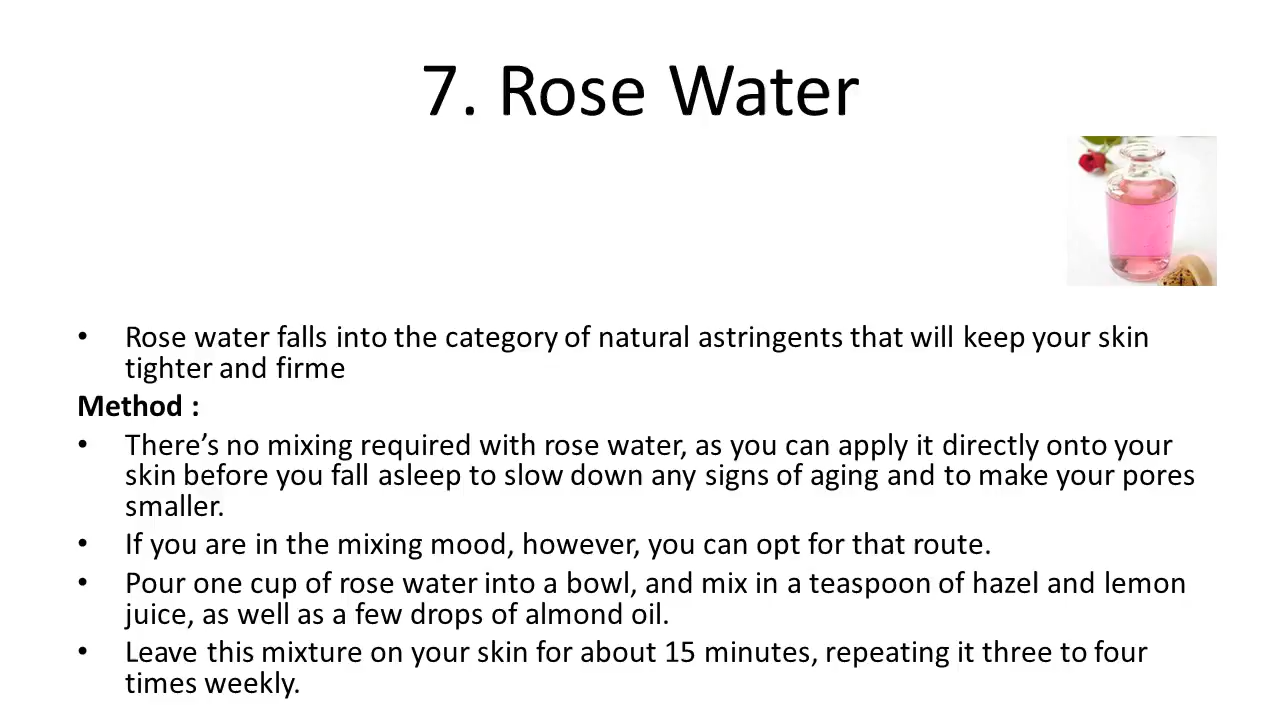 7. Rose Water
• Rose water falls into the category of natural astringents that will keep your skin
tighter and firme
Method :
• There’s no mixing required with rose water, as you can apply it directly onto your
skin before you fall asleep to slow down any signs of aging and to make your pores
smaller.
• If you are in the mixing mood, however, you can opt for that route.
• Pour one cup of rose water into a bowl, and mix in a teaspoon of hazel and lemon
juice, as well as a few drops of almond oil.
• Leave this mixture on your skin for about 15 minutes, repeating it three to four
times weekly.